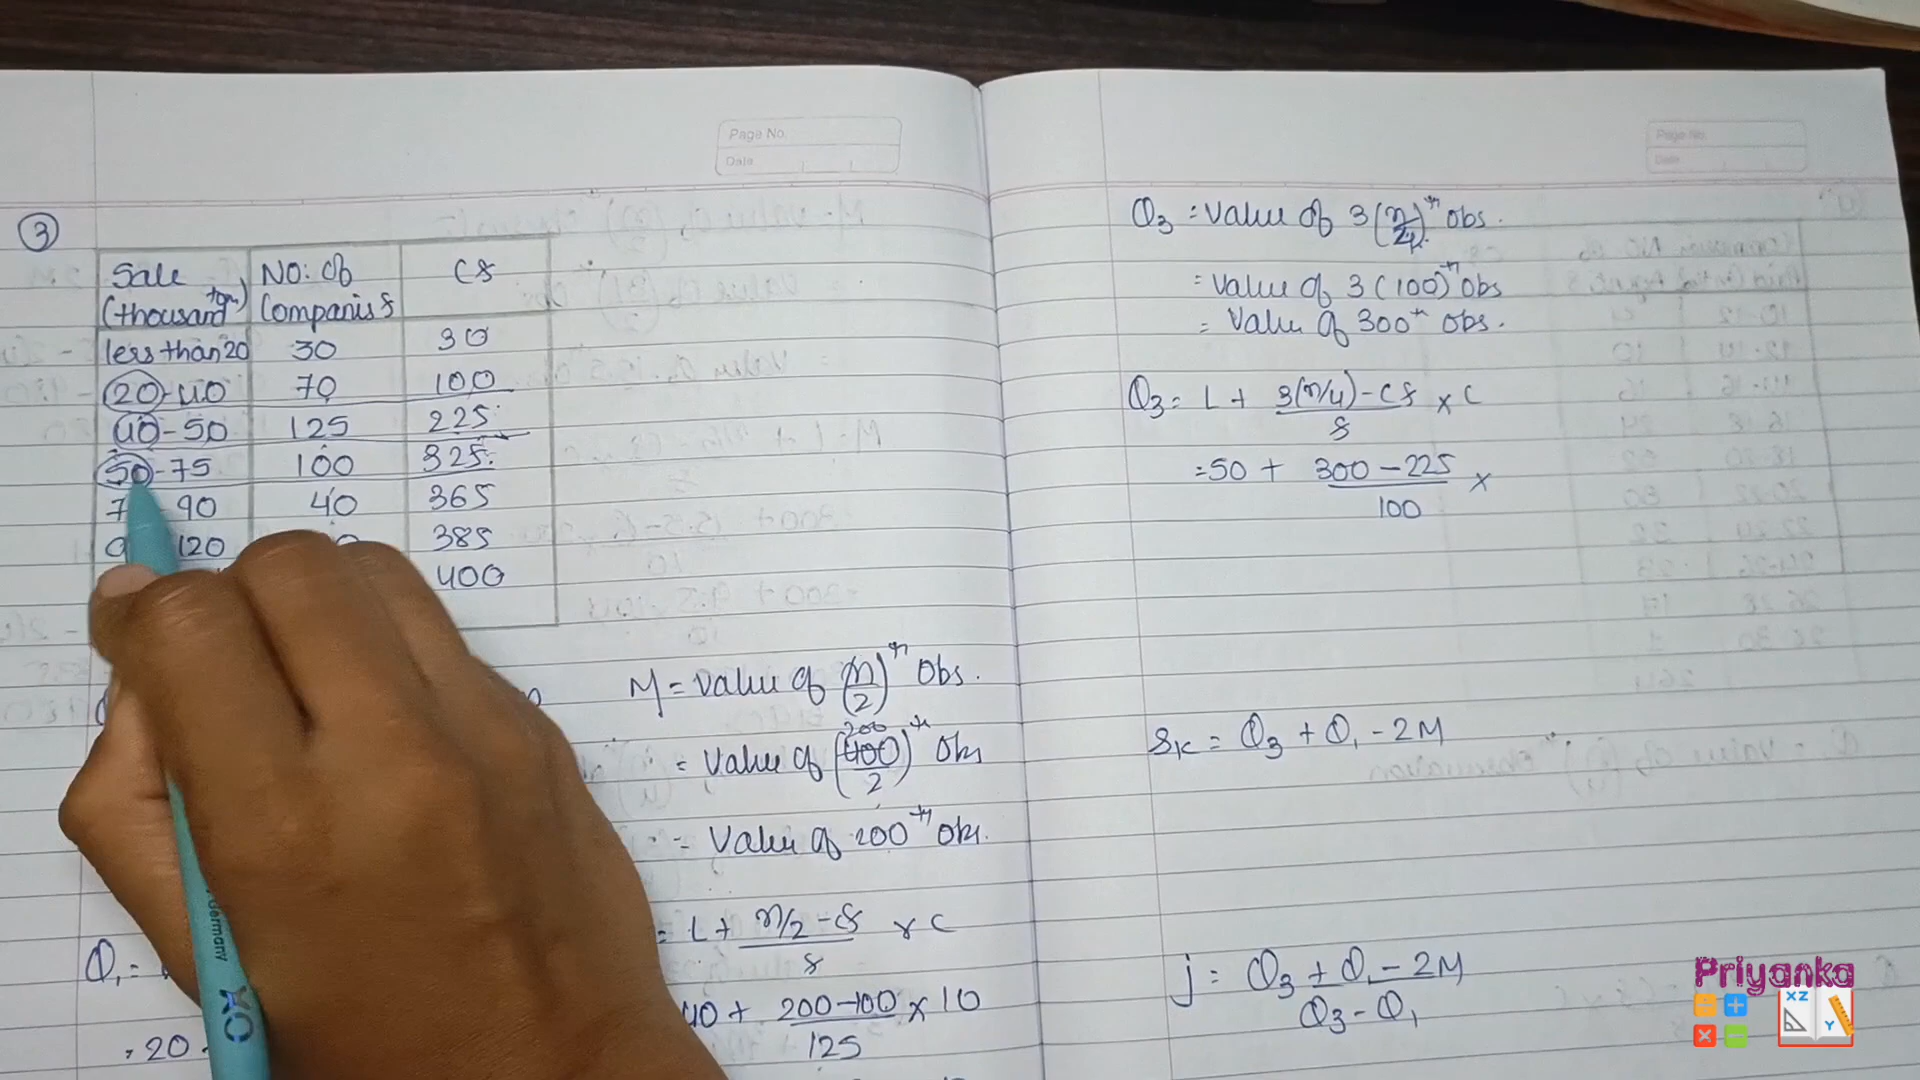 Page No.
Date
Page No.
Date
3
Sale (thousand ton) No: of Companies cf
less than 20 30 30
20-40 70 100
40-50 125 225
50-75 100 325
90 40 365
120 385
400
M = Value of (n/2)th Obs.
= Value of (400/2)th Obs
200
= Value of 200th Obs.
= L + n/2 - cf / f x c
40 + 200-100 / 125 x 10
Q1 =
= 20
Q3 = Value of 3(n/4)th Obs.
= Value of 3(100)th Obs
= Value of 300th Obs.
Q3 = L + 3(n/4) - cf / f x c
= 50 + 300 - 225 / 100 x
Sk = Q3 + Q1 - 2M
j = Q3 + Q1 - 2M / Q3 - Q1
Priyanka
XZ
Y